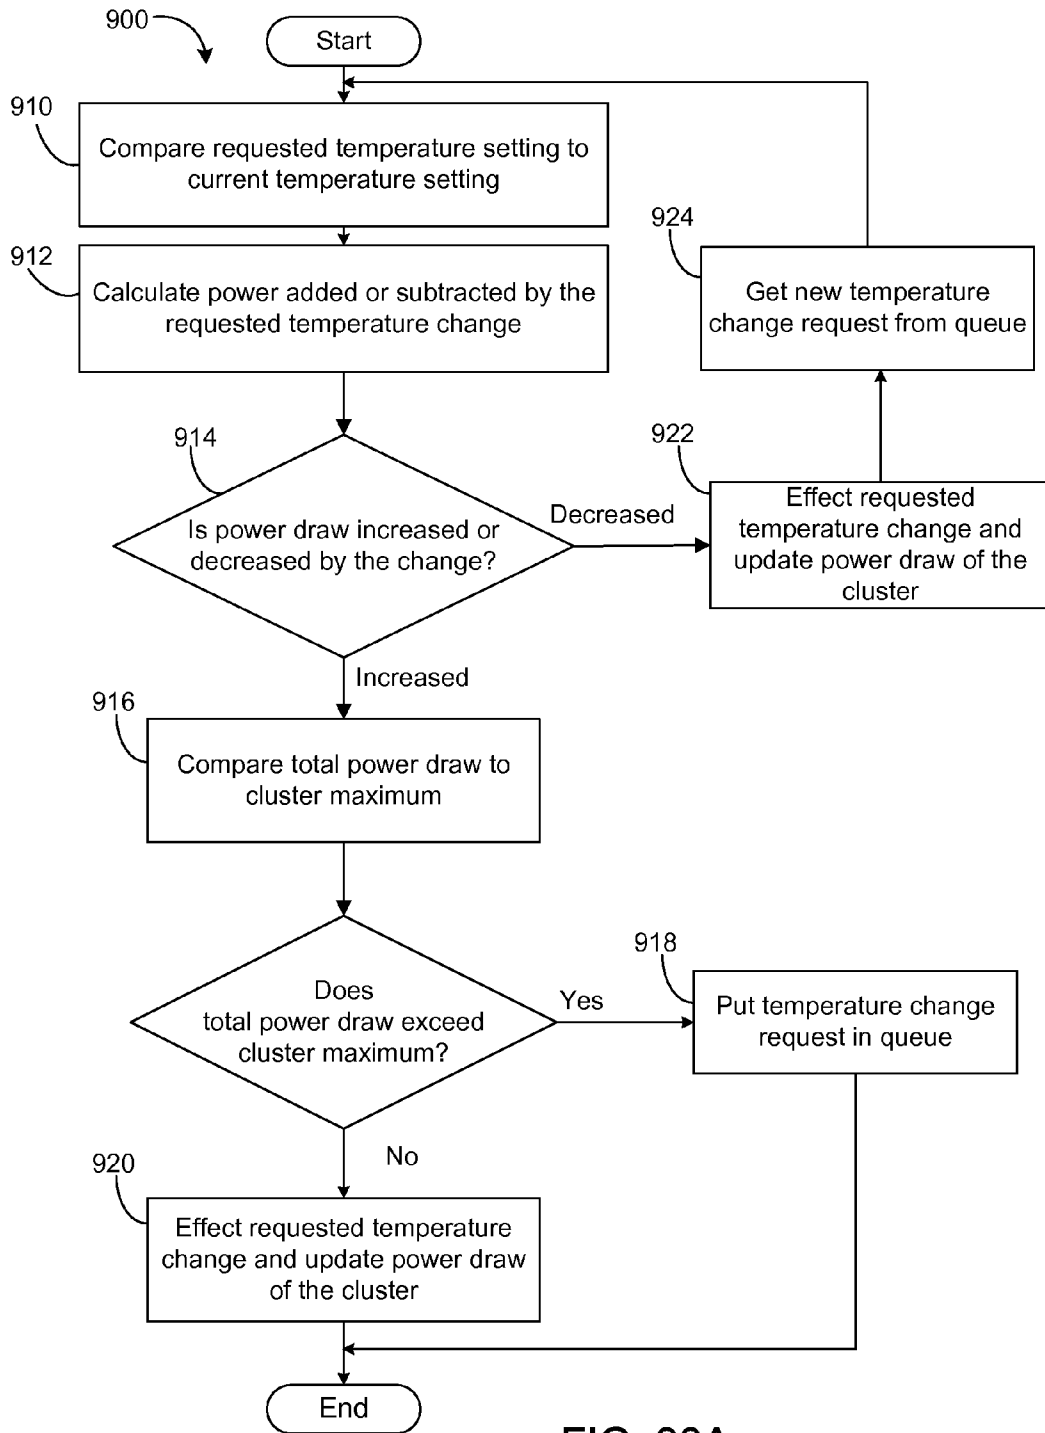 900
Start
910
Compare requested temperature setting to
current temperature setting
912
Calculate power added or subtracted by the
requested temperature change
924
Get new temperature
change request from queue
914
Is power draw increased or
decreased by the change?
Decreased
922
Effect requested
temperature change and
update power draw of the
cluster
Increased
916
Compare total power draw to
cluster maximum
Does
total power draw exceed
cluster maximum?
Yes
918
Put temperature change
request in queue
No
920
Effect requested temperature
change and update power draw
of the cluster
End